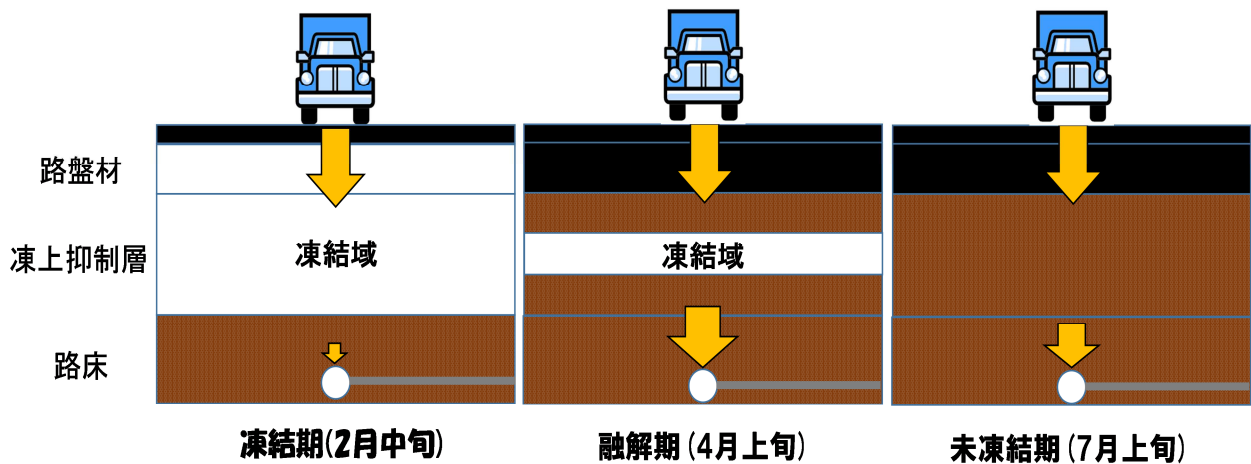 路盤材
凍上抑制層
路床
凍結域
凍結域
凍結期(2月中旬)
融解期(4月上旬)
未凍結期(7月上旬)